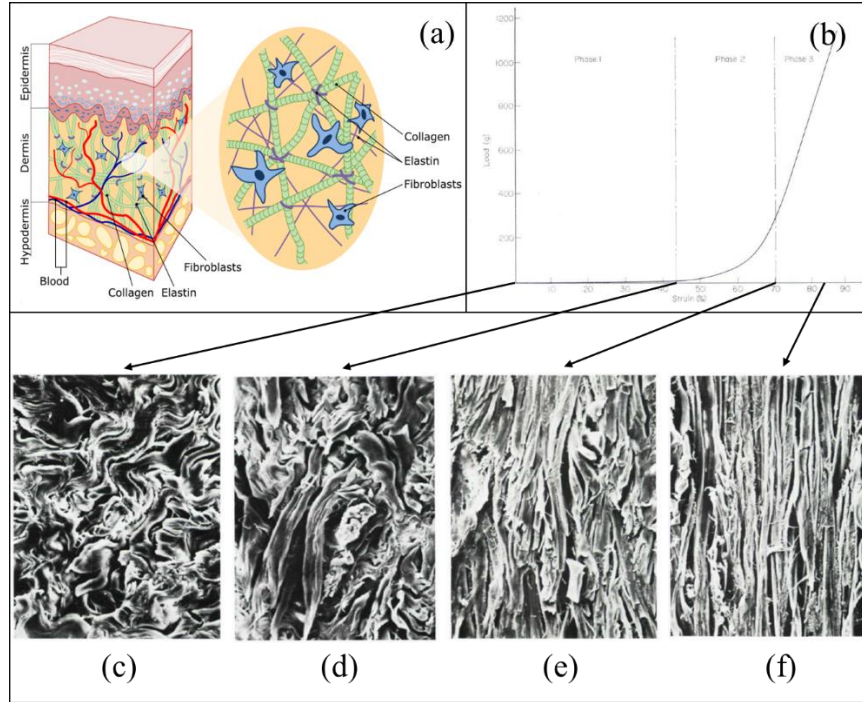 (a)
Epidermis
Dermis
Hypodermis
Blood
Collagen
Elastin
Fibroblasts
Collagen
Elastin
Fibroblasts
(b)
1200
1000
800
600
400
200
Load (g)
Phase 1
Phase 2
Phase 3
10
20
30
40
50
60
70
80
90
Strain (%)
(c)
(d)
(e)
(f)